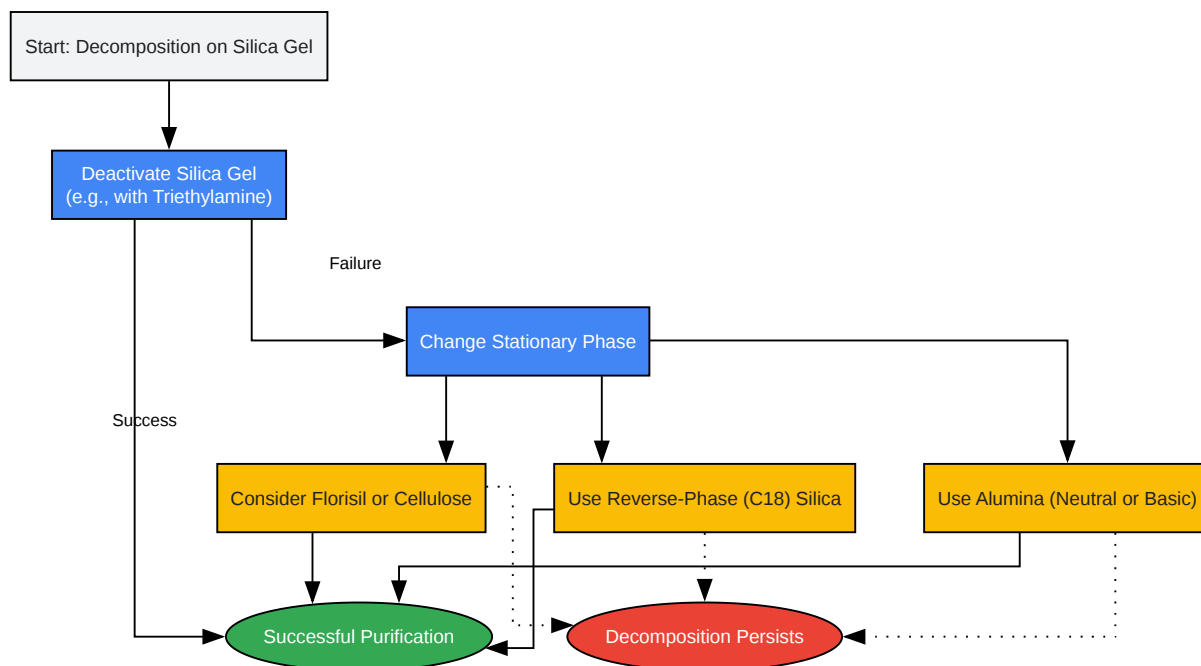 Start: Decomposition on Silica Gel
Deactivate Silica Gel
(e.g., with Triethylamine)
Failure
Change Stationary Phase
Success
Consider Florisil or Cellulose
Use Reverse-Phase (C18) Silica
Use Alumina (Neutral or Basic)
Successful Purification
Decomposition Persists